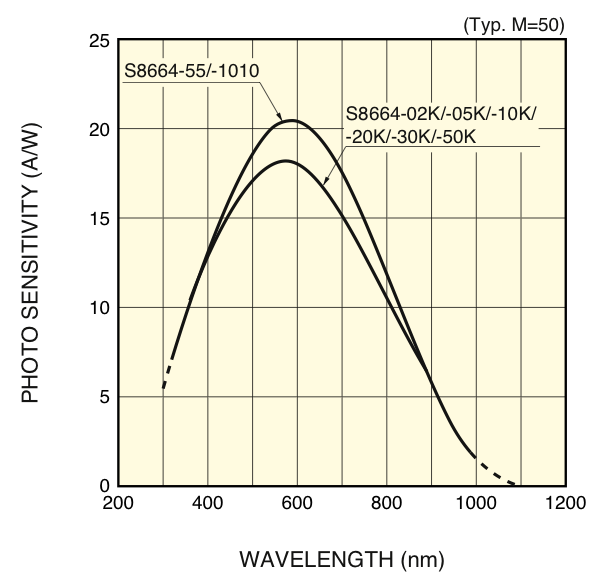 (Typ. M=50)
25
S8664-55/-1010
S8664-02K/-05K/-10K/
-20K/-30K/-50K
20
15
10
5
0
200 400 600 800 1000 1200
PHOTO SENSITIVITY (A/W)
WAVELENGTH (nm)